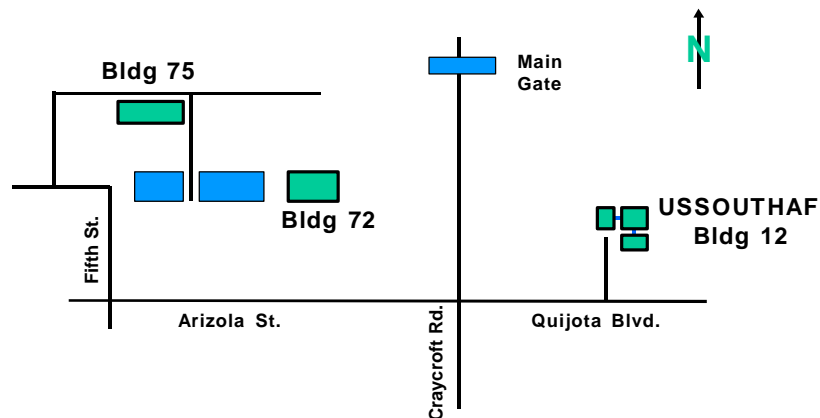 Bldg 75
Main
Gate
N
USSOUTHAF
Bldg 12
Bldg 72
Fifth St.
Arizola St.
Craycroft Rd.
Quijota Blvd.